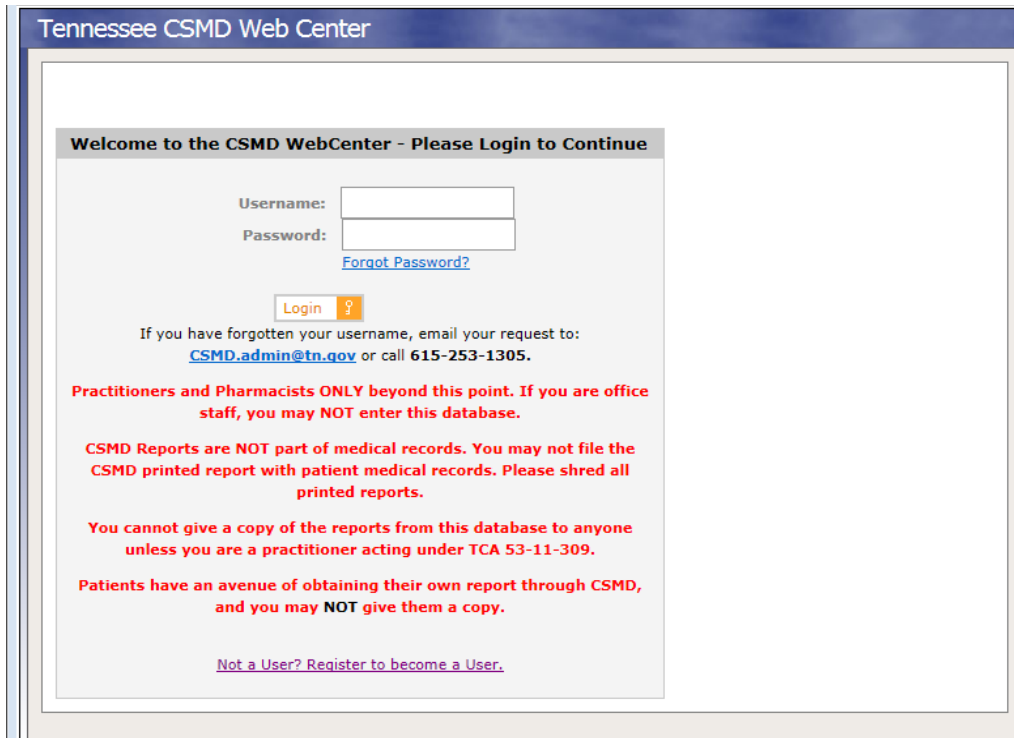 Tennessee CSMD Web Center
Welcome to the CSMD WebCenter - Please Login to Continue
Username:
Password:
Forgot Password?
Login
If you have forgotten your username, email your request to:
CSMD.admin@tn.gov or call 615-253-1305.
Practitioners and Pharmacists ONLY beyond this point. If you are office
staff, you may NOT enter this database.
CSMD Reports are NOT part of medical records. You may not file the
CSMD printed report with patient medical records. Please shred all
printed reports.
You cannot give a copy of the reports from this database to anyone
unless you are a practitioner acting under TCA 53-11-309.
Patients have an avenue of obtaining their own report through CSMD,
and you may NOT give them a copy.
Not a User? Register to become a User.